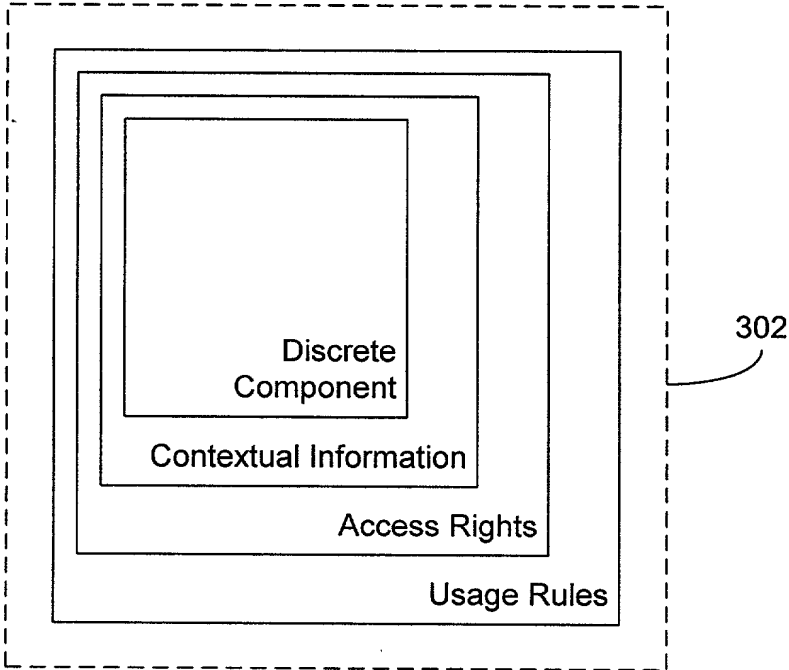 302
Discrete
Component
Contextual Information
Access Rights
Usage Rules